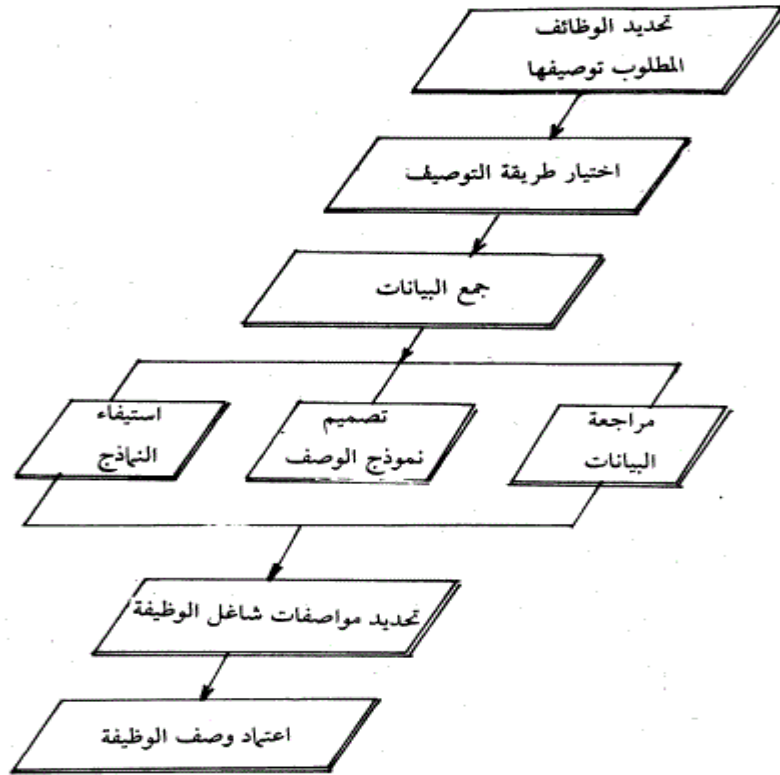 تحديد الوظائف
المطلوب توصيفها
اختيار طريقة التوصيف
جمع البيانات
مراجعة
البيانات
تصميم
نموذج الوصف
استيفاء
النماذج
تحديد مواصفات شاغل الوظيفة
اعتماد وصف الوظيفة